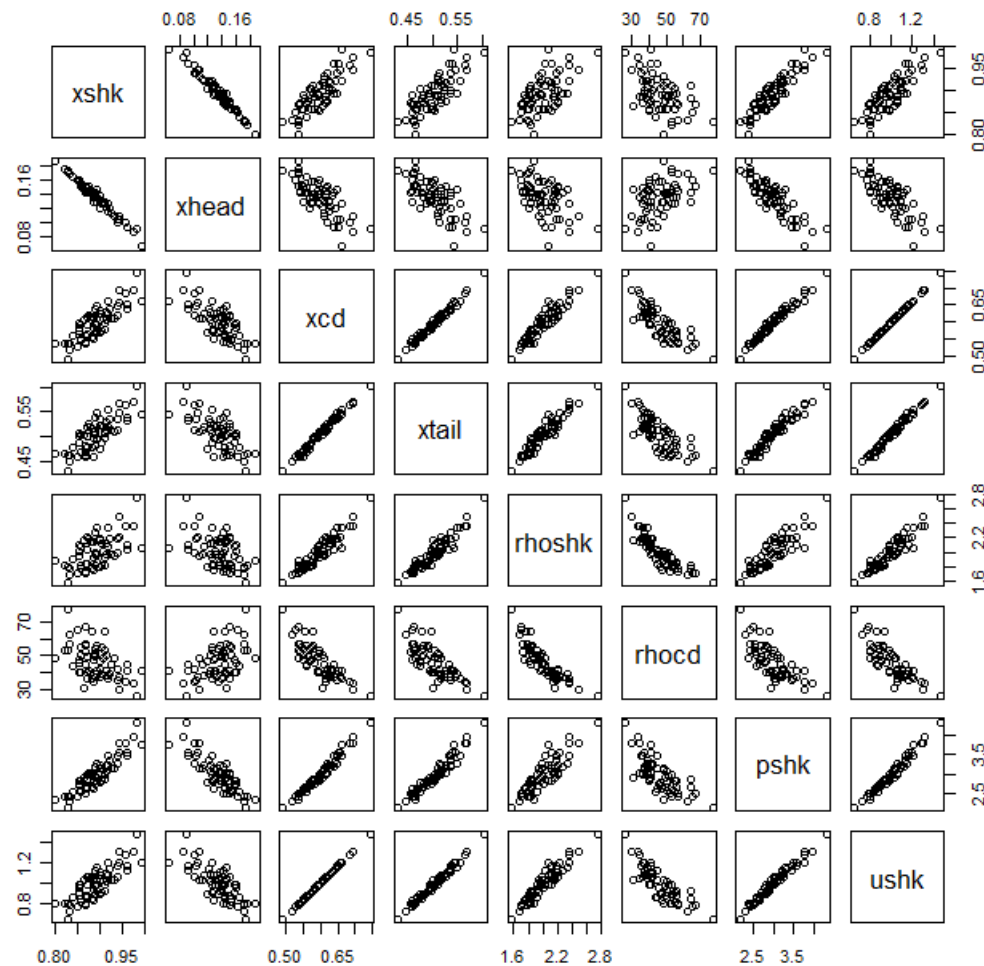 0.08 0.16 0.45 0.55 30 50 70 0.8 1.2
xshk 0.80 0.95
0.08 0.16 xhead
xcd 0.50 0.65
0.45 0.55 xtail
rhoshk 1.6 2.2 2.8
30 50 70 rhocd
pshk 2.5 3.5
0.8 1.2 ushk
0.80 0.95 0.50 0.65 1.6 2.2 2.8 2.5 3.5